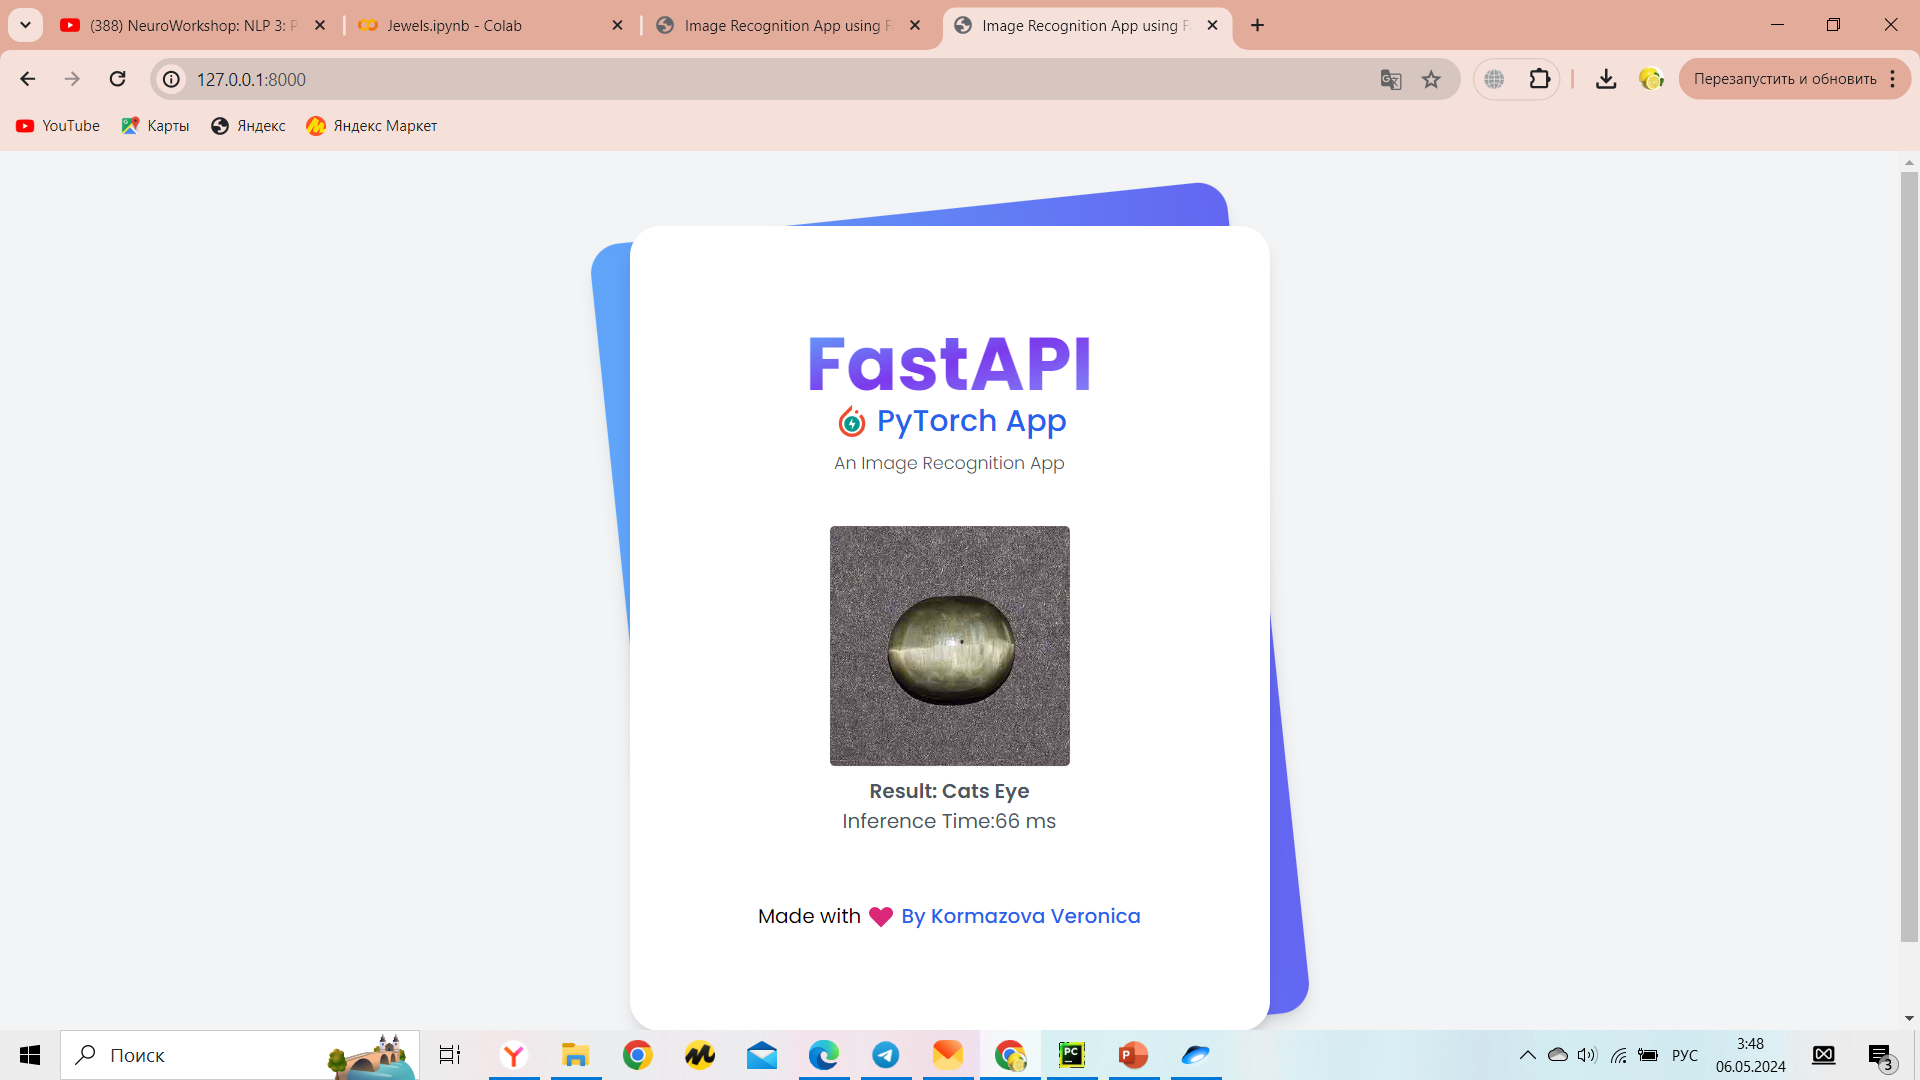 (388) NeuroWorkshop: NLP 3: P
Jewels.ipynb - Colab
Image Recognition App using F
Image Recognition App using Fa
127.0.0.1:8000
Перезапустить и обновить
YouTube
Карты
Яндекс
Яндекс Маркет
FastAPI
PyTorch App
An Image Recognition App
Result: Cats Eye
Inference Time:66 ms
Made with By Kormazova Veronica
Поиск
РУС
3:48
06.05.2024
3